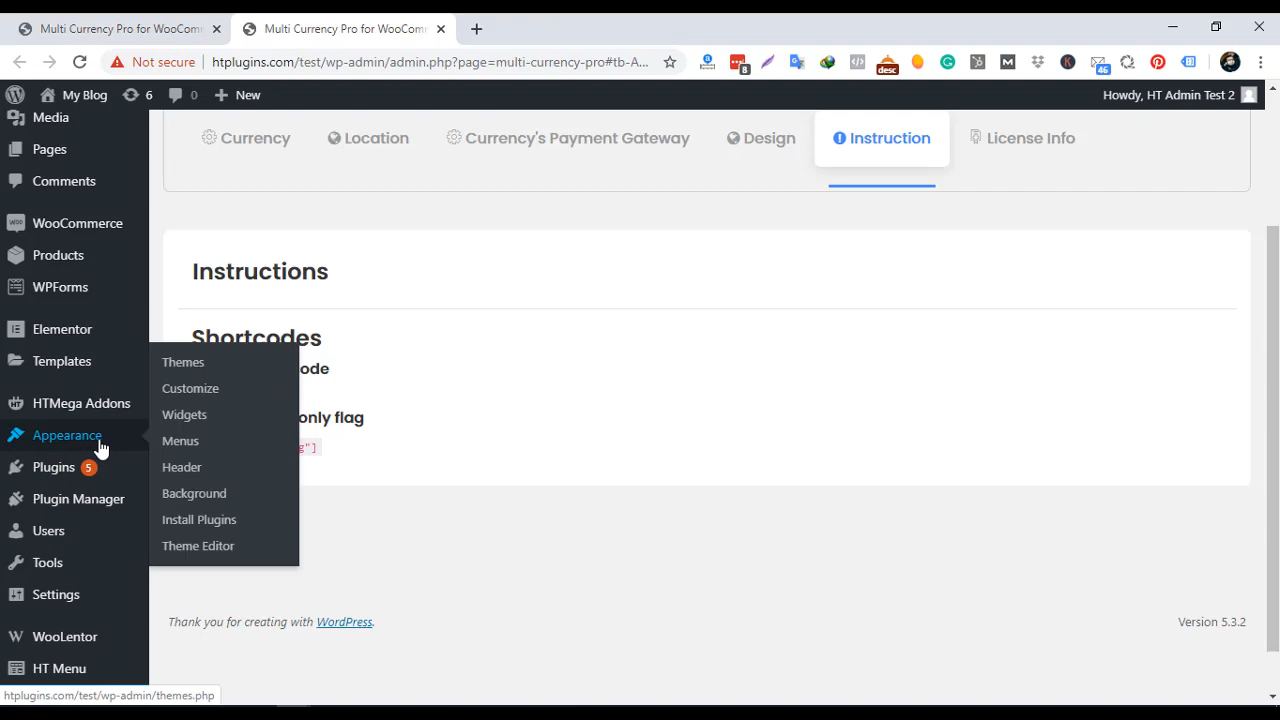 Multi Currency Pro for WooCom
Multi Currency Pro for WooCom
Not secure
htplugins.com/test/wp-admin/admin.php?page=multi-currency-pro#tb-A...
8
desc
46
My Blog
6
0
New
Howdy, HT Admin Test 2
Media
Pages
Comments
WooCommerce
Products
WPForms
Elementor
Templates
HTMega Addons
Appearance
Plugins 5
Plugin Manager
Users
Tools
Settings
WooLentor
HT Menu
Themes
Customize
Widgets
Menus
Header
Background
Install Plugins
Theme Editor
Currency
Location
Currency's Payment Gateway
Design
Instruction
License Info
Instructions
Shortcodes
ode
only flag
g"]
Thank you for creating with WordPress.
Version 5.3.2
htplugins.com/test/wp-admin/themes.php